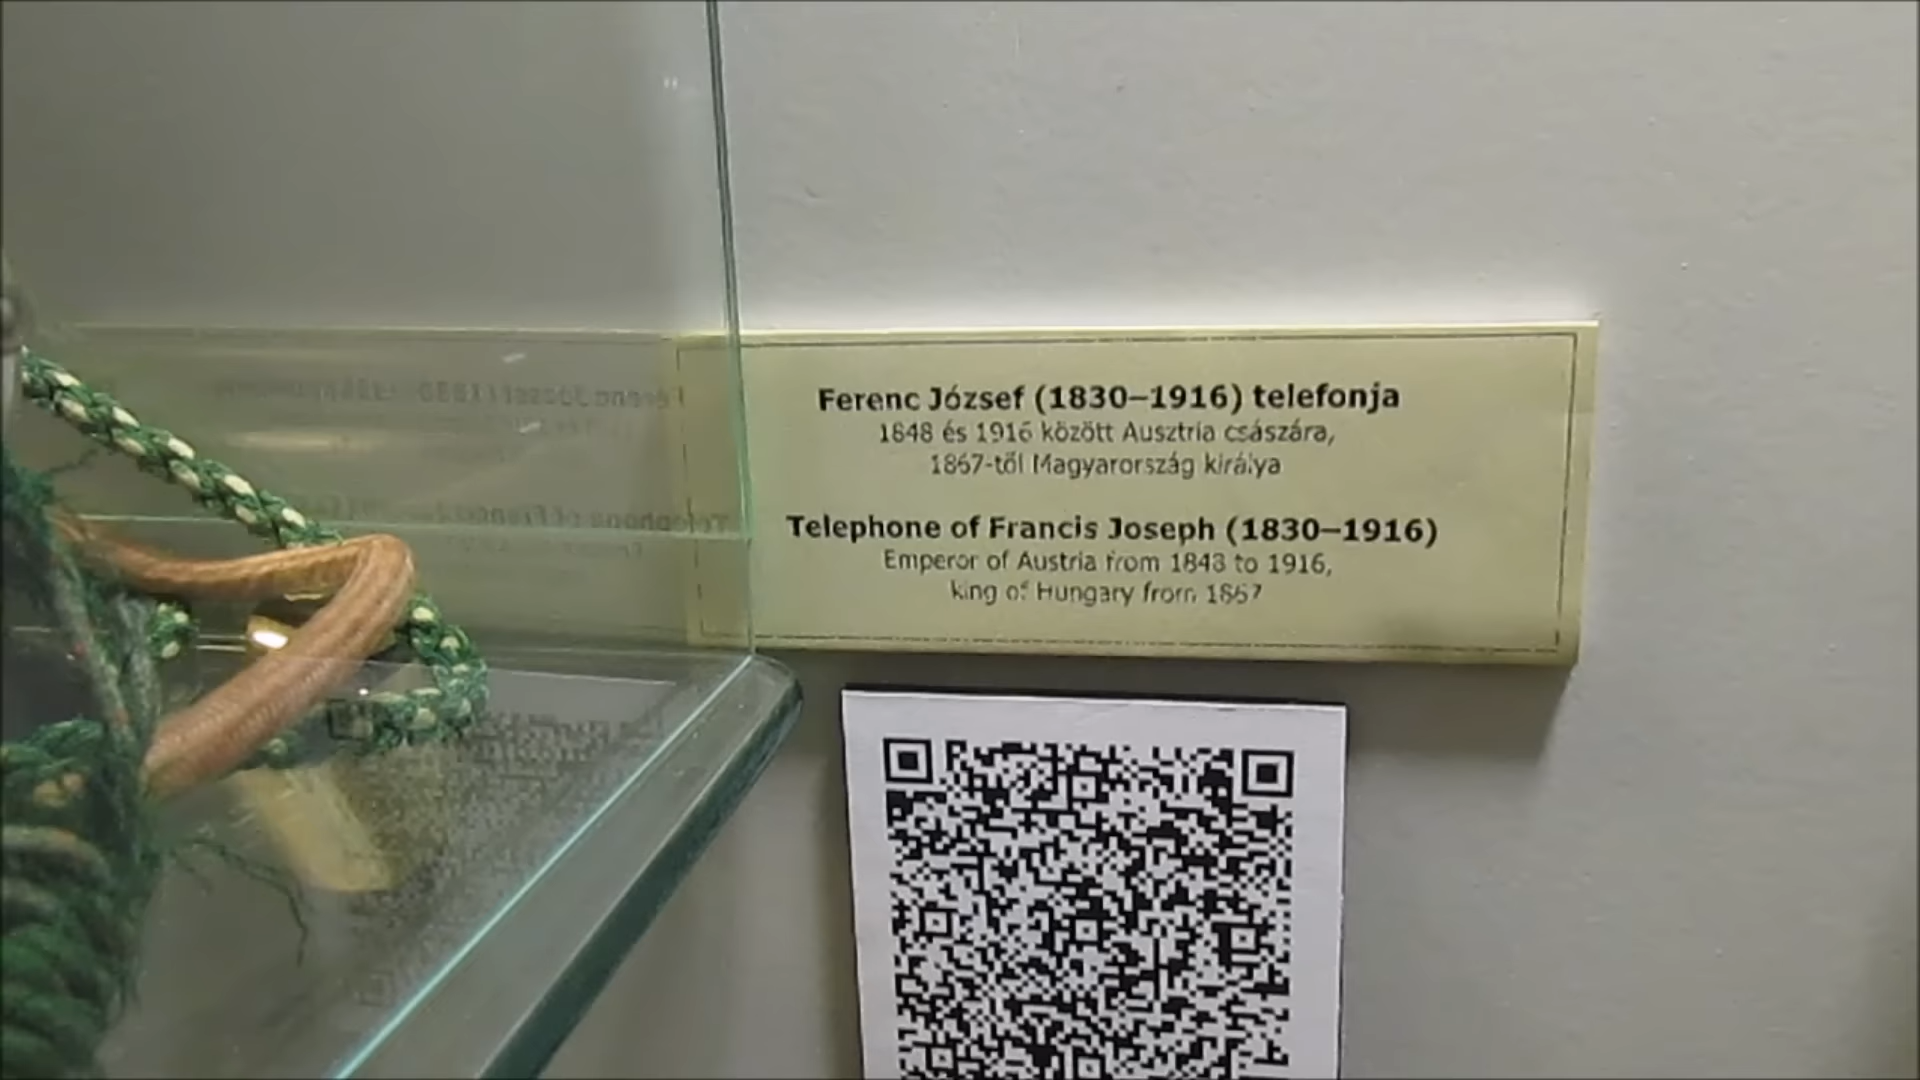 Ferenc József (1830–1916) telefonja
1848 és 1916 között Ausztria császára,
1867-től Magyarország királya
Telephone of Francis Joseph (1830–1916)
Emperor of Austria from 1848 to 1916,
king of Hungary from 1867